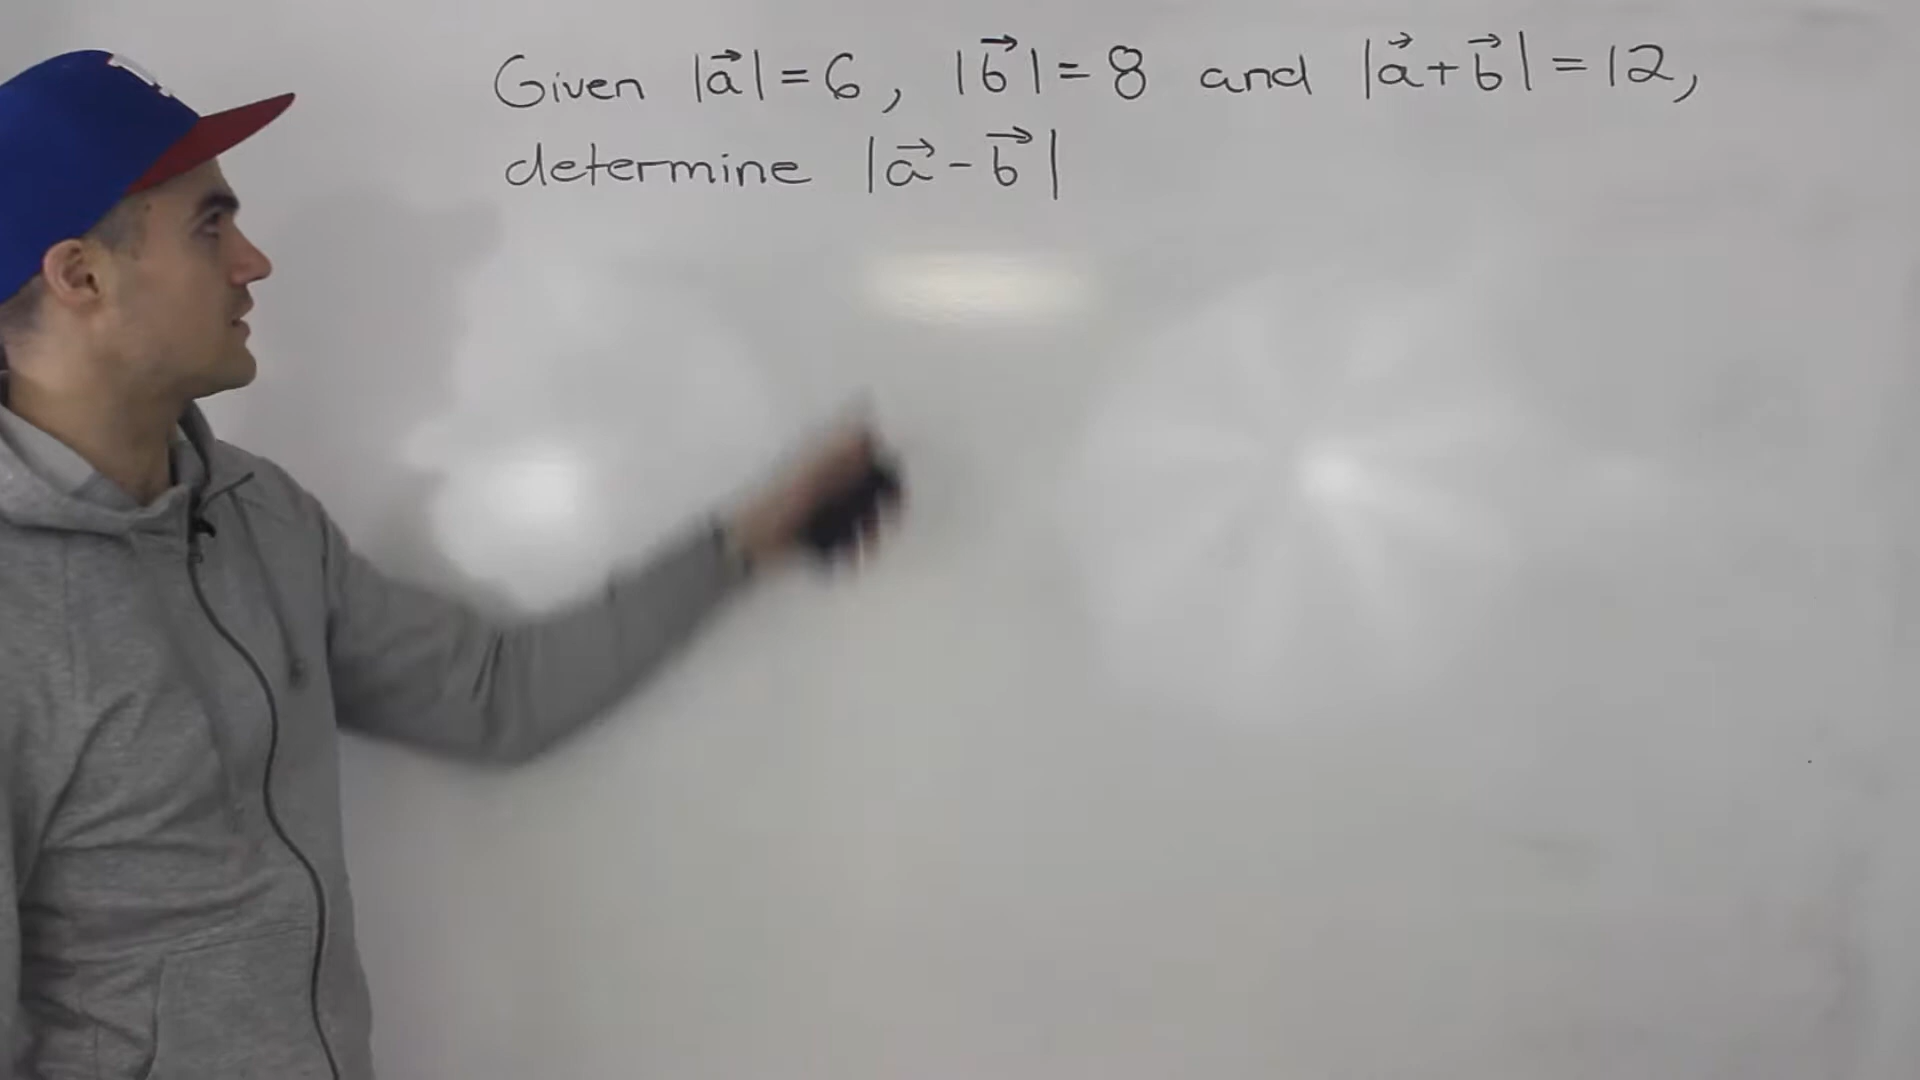 Given |a⃗| = 6, |b⃗| = 8 and |a⃗ + b⃗| = 12,
determine |a⃗ - b⃗|